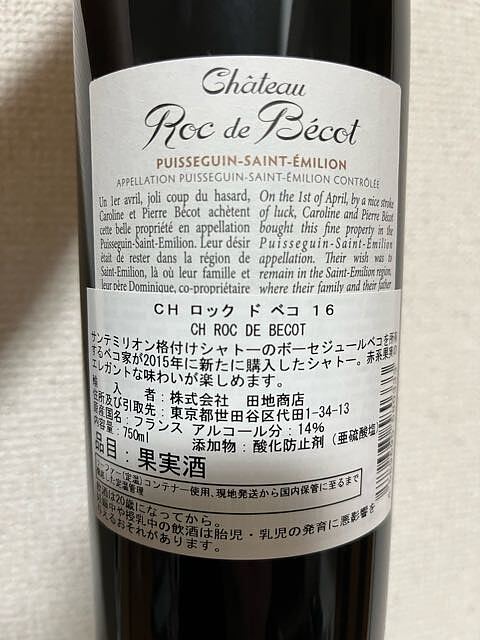 Château
Roc de Bécot
PUISSEGUIN-SAINT-ÉMILION
APPELLATION PUISSEGUIN-SAINT-ÉMILION CONTRÔLÉE
Un 1er avril, joli coup du hasard,
Caroline et Pierre Bécot achètent
cette belle propriété en appellation
Puisseguin-Saint-Emilion. Leur désir
était de rester dans la région de
Saint-Emilion, là où leur famille et
leur père Dominique, co-propriétaire
On the 1st of April, by a nice stroke
of luck, Caroline and Pierre Bécot
bought this fine property in the
Puisseguin-Saint-Emilion
appellation. Their wish was to
remain in the Saint-Emilion region,
where their family and their father
CH ロック ド ベコ 16
CH ROC DE BECOT
サンテミリオン格付けシャトーのボーセジュールベコを所有
するベコ家が2015年に新たに購入したシャトー。赤系果実の
エレガントな味わいが楽しめます。
輸入者:株式会社 田地商店
住所及び引取先:東京都世田谷区代田1-34-13
原産国名:フランス アルコール分:14%
内容量:750ml 添加物:酸化防止剤(亜硫酸塩)
品目:果実酒
リーファー(定温)コンテナー使用、現地発送から国内保管に至るまで
した定温管理
酒は20歳になってから。
や授乳中の飲酒は胎児・乳児の発育に悪影響を
えるおそれがあります。